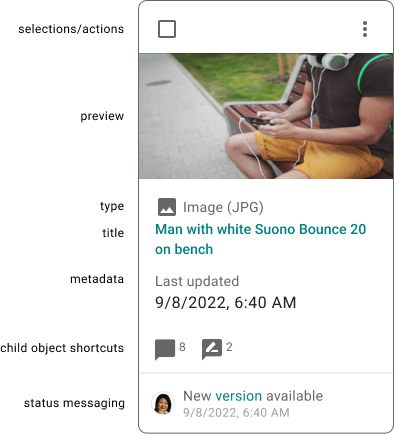 selections/actions
preview
type
Image (JPG)
title
Man with white Suono Bounce 20
on bench
metadata
Last updated
9/8/2022, 6:40 AM
child object shortcuts
8
2
status messaging
New version available
9/8/2022, 6:40 AM